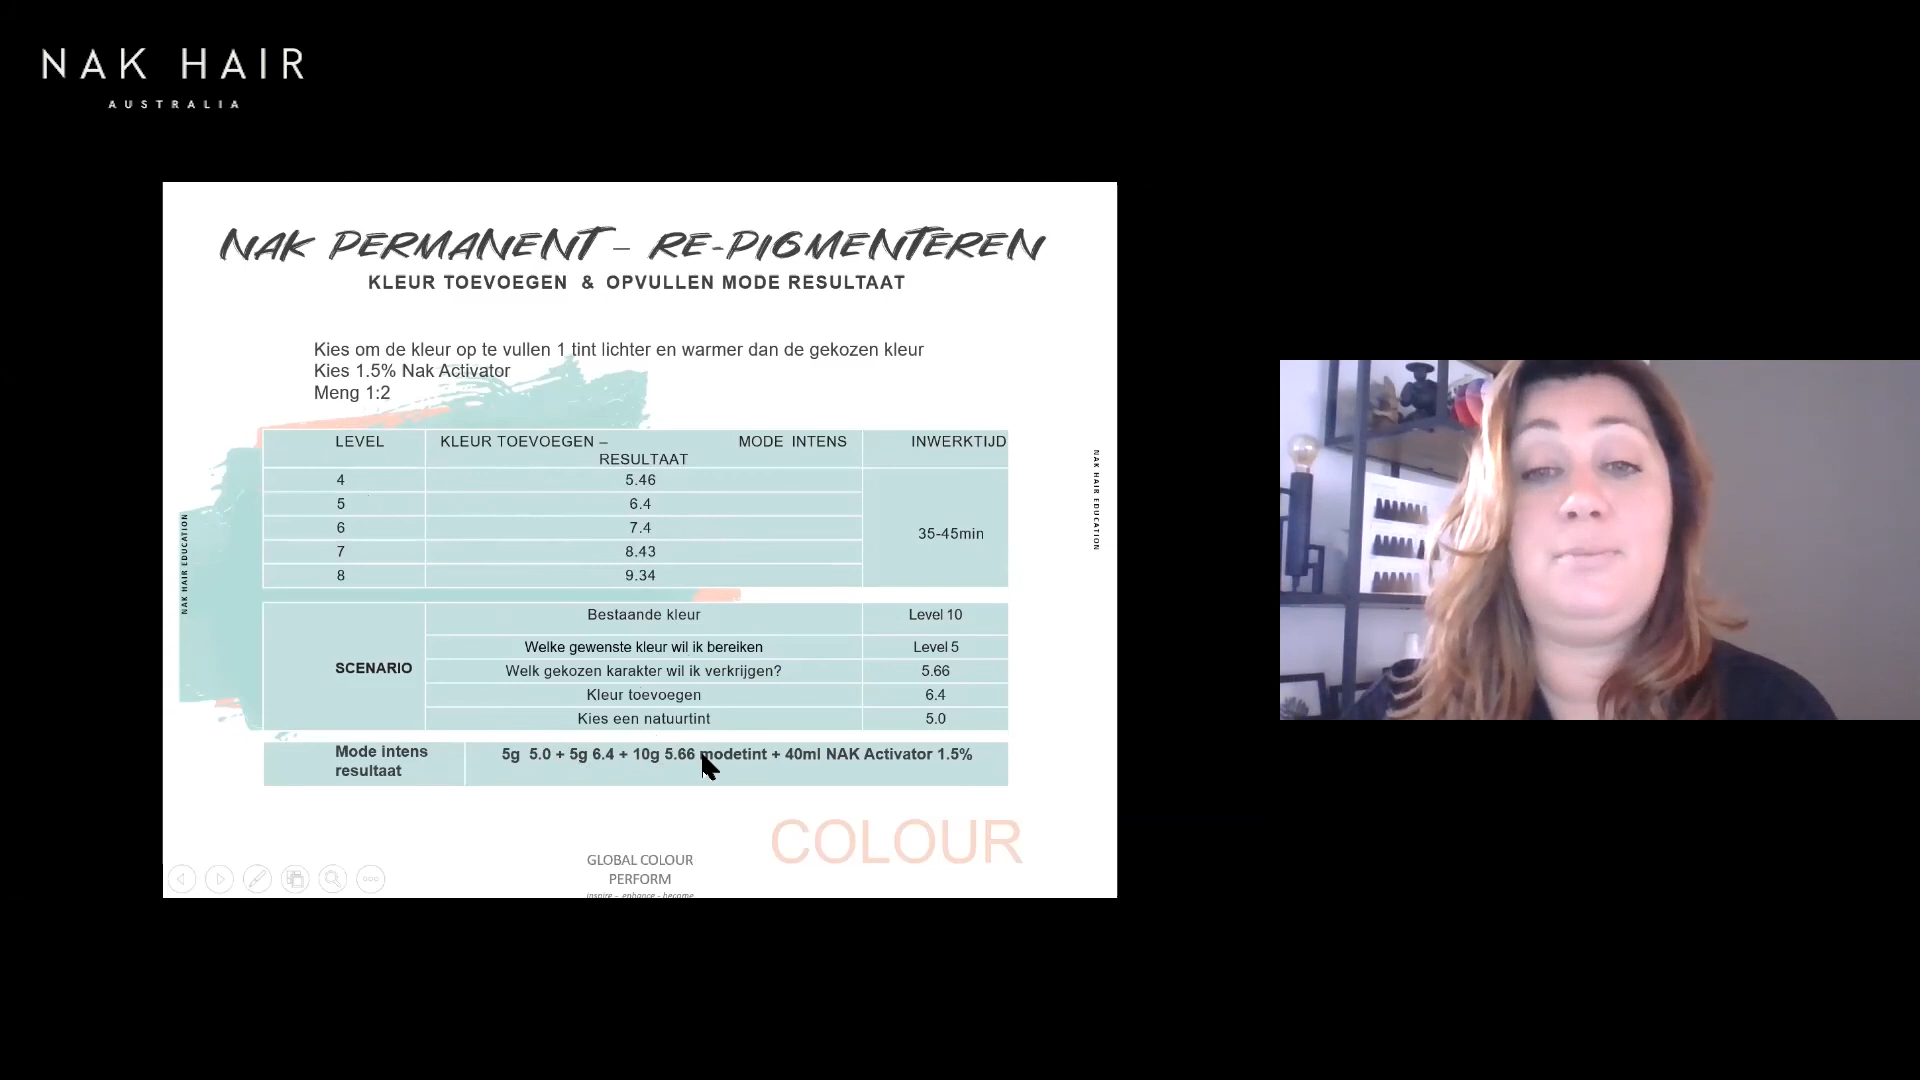 NAK HAIR
AUSTRALIA
NAK PERMANENT – RE-PIGMENTEREN
KLEUR TOEVOEGEN & OPVULLEN MODE RESULTAAT
Kies om de kleur op te vullen 1 tint lichter en warmer dan de gekozen kleur
Kies 1.5% Nak Activator
Meng 1:2
LEVEL KLEUR TOEVOEGEN – MODE INTENS INWERKTIJD
RESULTAAT
4 5.46
5 6.4
6 7.4
35-45min
7 8.43
8 9.34
Bestaande kleur Level 10
Welke gewenste kleur wil ik bereiken Level 5
SCENARIO
Welk gekozen karakter wil ik verkrijgen? 5.66
Kleur toevoegen 6.4
Kies een natuurtint 5.0
Mode intens 5g 5.0 + 5g 6.4 + 10g 5.66 modetint + 40ml NAK Activator 1.5%
resultaat
NAK HAIR EDUCATION
NAK HAIR EDUCATION
COLOUR
GLOBAL COLOUR
PERFORM
inspire – enhance - become